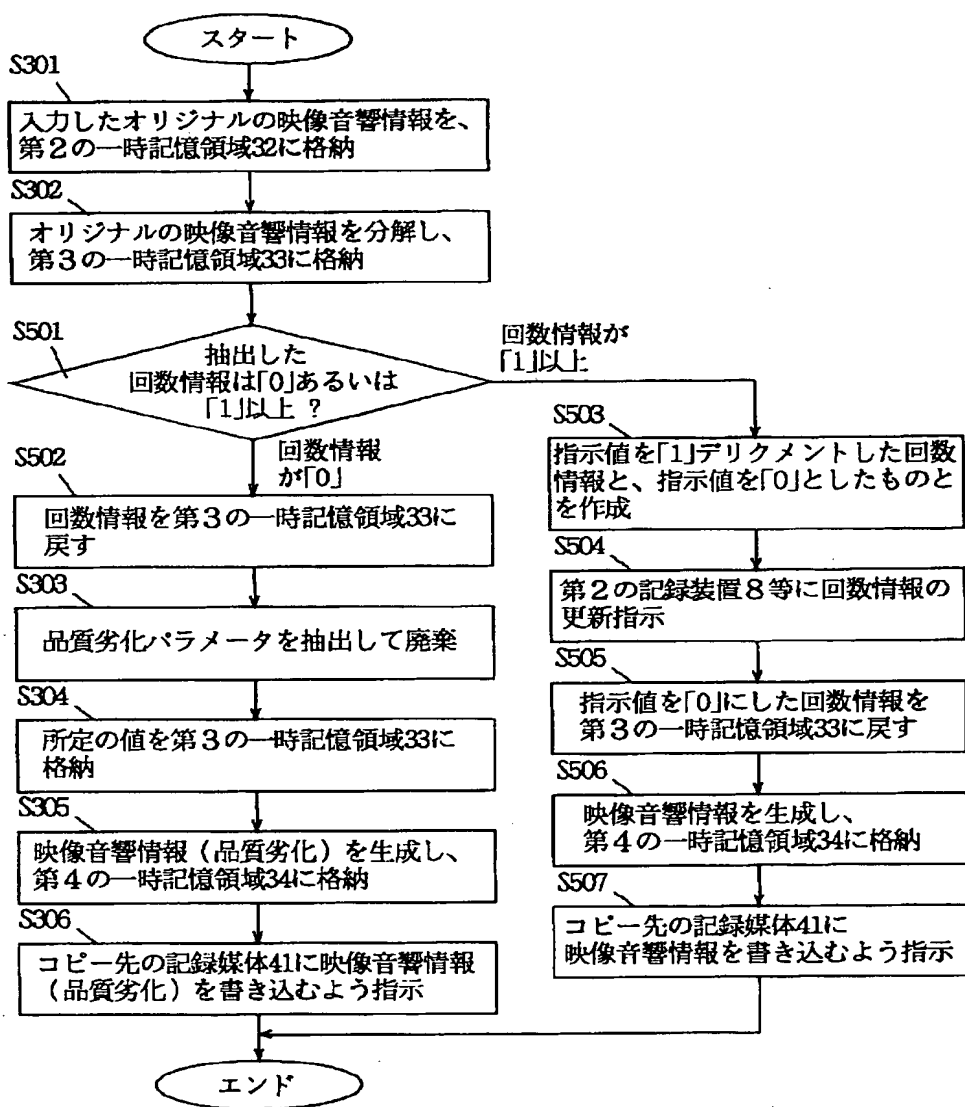 スタート
S301
入力したオリジナルの映像音響情報を、
第2の一時記憶領域32に格納
S302
オリジナルの映像音響情報を分解し、
第3の一時記憶領域33に格納
S501
抽出した
回数情報は「0」あるいは
「1」以上 ?
回数情報が
「1」以上
回数情報
が「0」
S502
回数情報を第3の一時記憶領域33に
戻す
S303
品質劣化パラメータを抽出して廃棄
S304
所定の値を第3の一時記憶領域33に
格納
S305
映像音響情報(品質劣化)を生成し、
第4の一時記憶領域34に格納
S306
コピー先の記録媒体41に映像音響情報
(品質劣化)を書き込むよう指示
S503
指示値を「1」デリクメントした回数
情報と、指示値を「0」としたものと
を作成
S504
第2の記録装置8等に回数情報の
更新指示
S505
指示値を「0」にした回数情報を
第3の一時記憶領域33に戻す
S506
映像音響情報を生成し、
第4の一時記憶領域34に格納
S507
コピー先の記録媒体41に
映像音響情報を書き込むよう指示
エンド